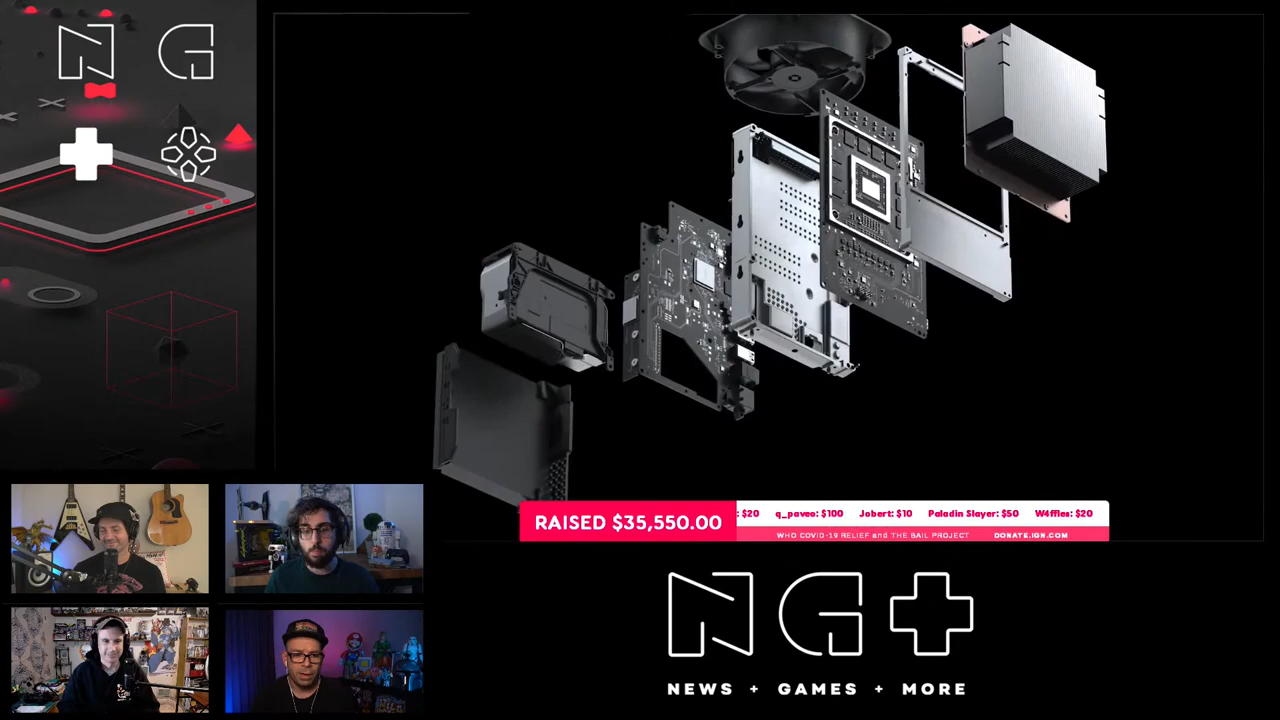 N G
RAISED $35,550.00
: $20 q_paveo: $100 Jobert: $10 Paladin Slayer: $50 W4ffles: $20
WHO COVID-19 RELIEF and THE BAIL PROJECT DONATE.IGN.COM
NG+
NEWS + GAMES + MORE